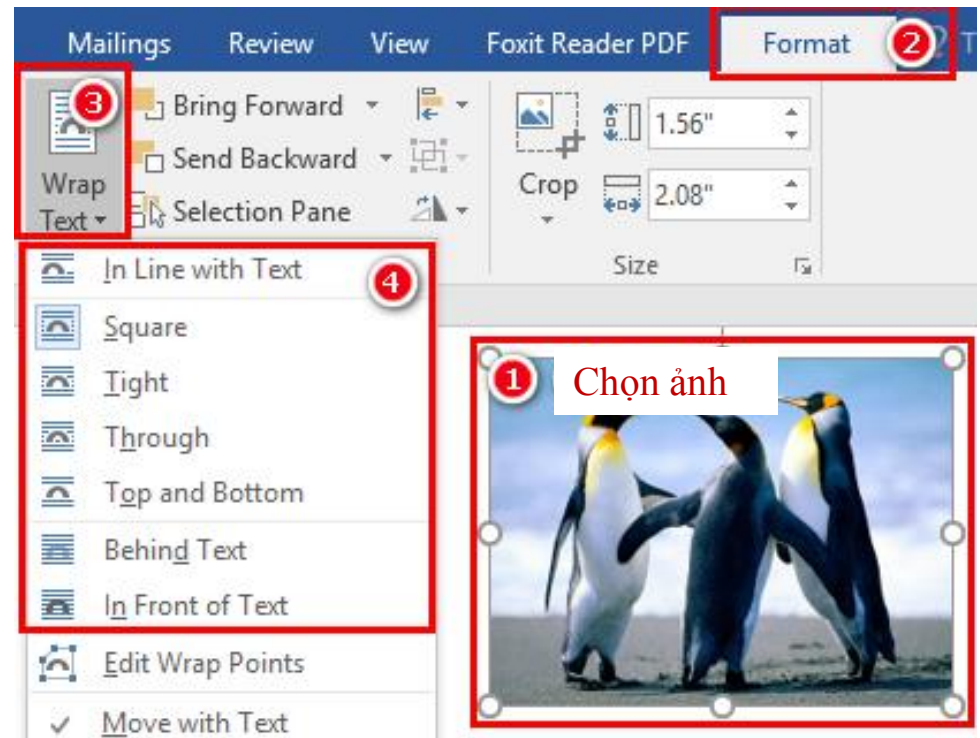 Mailings Review View Foxit Reader PDF Format 2 ? T
3 Bring Forward
Send Backward
Selection Pane
Wrap
Text
Crop
1.56"
2.08"
Size
In Line with Text
4
Square
Tight
Through
Top and Bottom
Behind Text
In Front of Text
Edit Wrap Points
Move with Text
1 Chọn ảnh